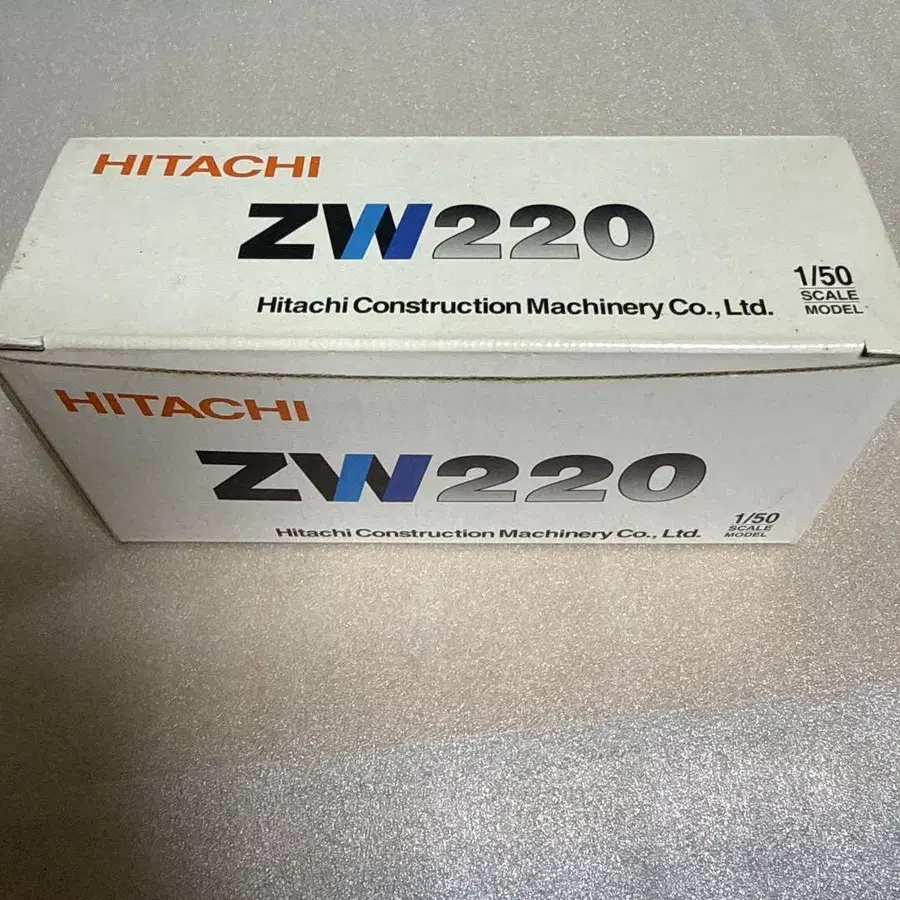 HITACHI
ZW220
Hitachi Construction Machinery Co., Ltd.
1/50
SCALE
MODEL
HITACHI
ZW220
Hitachi Construction Machinery Co., Ltd.
1/50
SCALE
MODEL